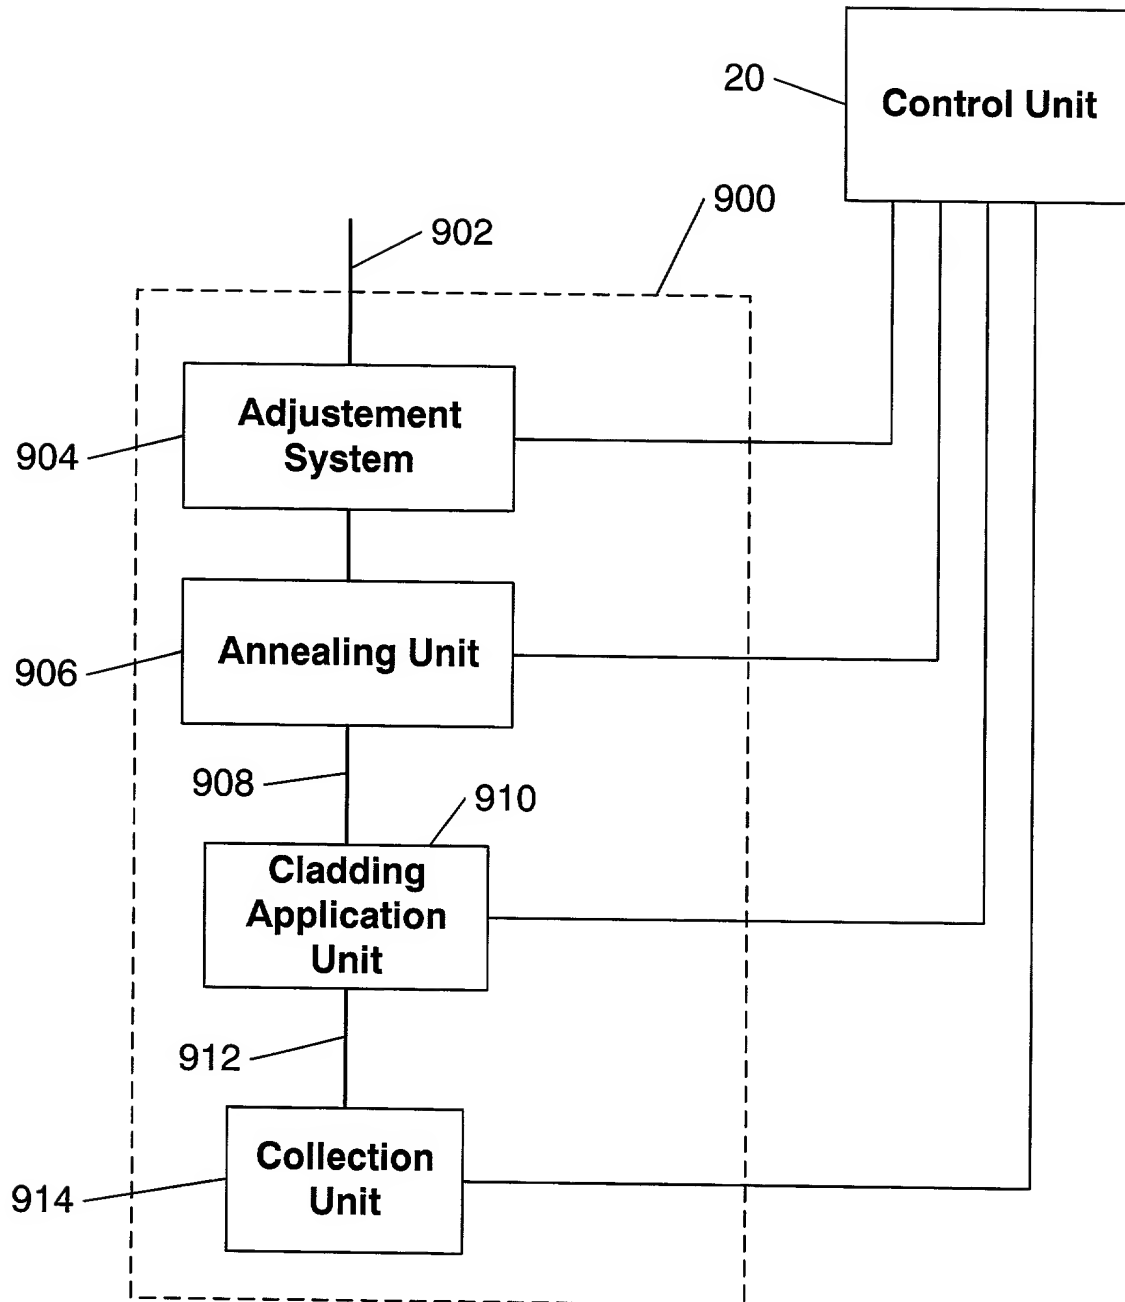 20
Control Unit
900
902
Adjustement
System
904
Annealing Unit
906
908
910
Cladding
Application
Unit
912
Collection
Unit
914